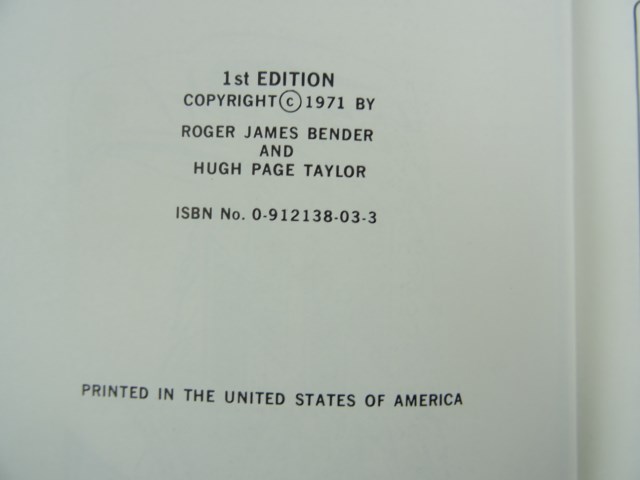 1st EDITION
COPYRIGHT © 1971 BY
ROGER JAMES BENDER
AND
HUGH PAGE TAYLOR
ISBN No. 0-912138-03-3
PRINTED IN THE UNITED STATES OF AMERICA